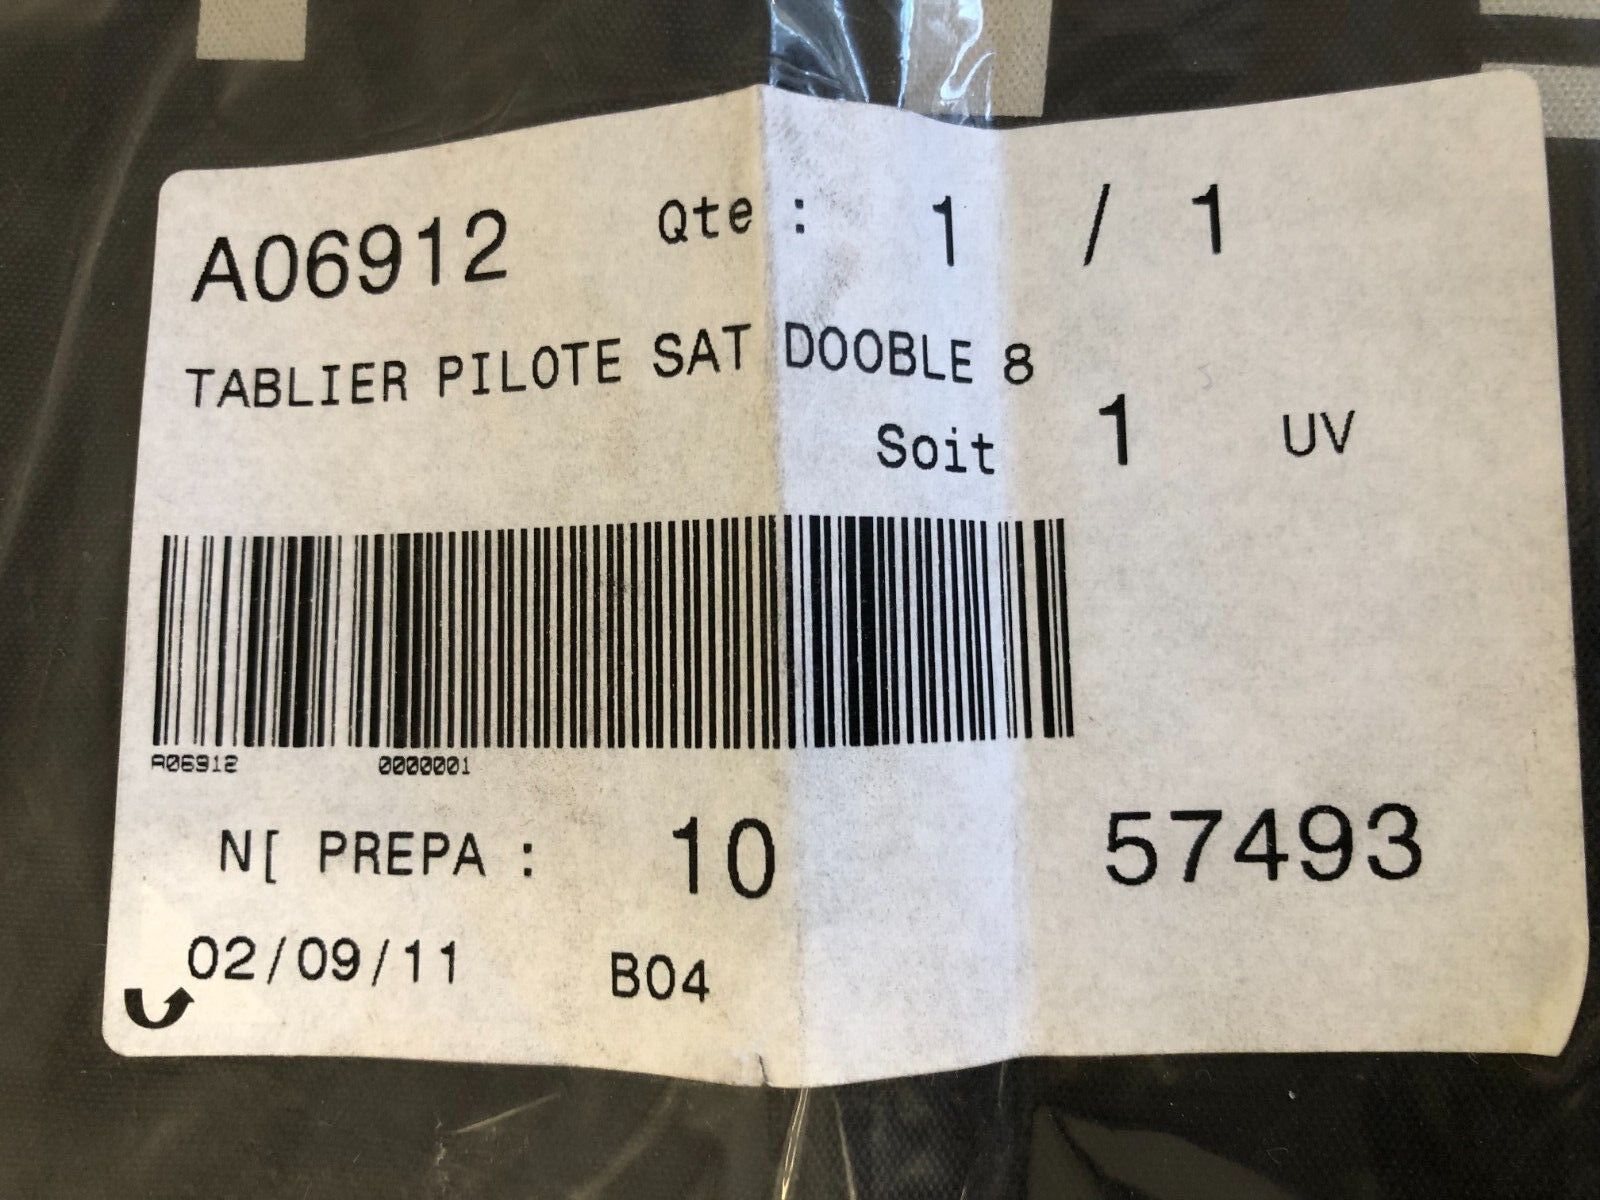 A06912 Qte : 1 / 1
TABLIER PILOTE SAT DOOBLE 8
Soit 1 UV
A06912 0000001
N[ PREPA : 10 57493
02/09/11 B04